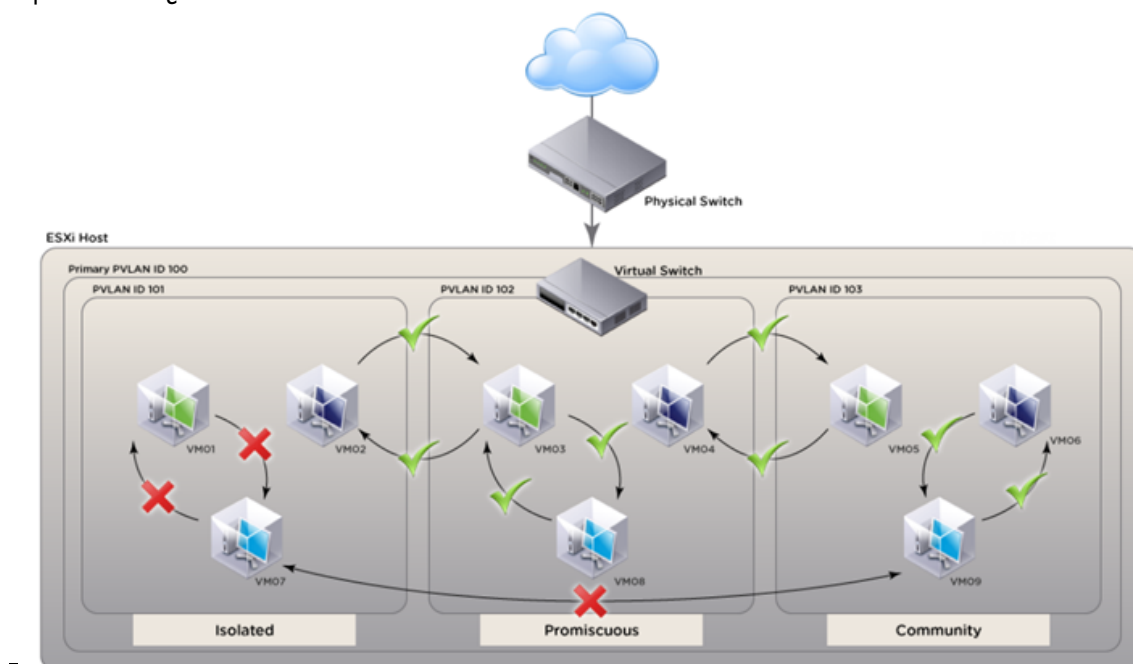 Physical Switch
ESXi Host
Primary PVLAN ID 100
Virtual Switch
PVLAN ID 101
PVLAN ID 102
PVLAN ID 103
VM01
VM02
VM03
VM04
VM05
VM06
VM07
VM08
VM09
Isolated
Promiscuous
Community